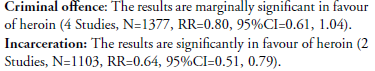 Criminal offence: The results are marginally significant in favour
of heroin (4 Studies, N=1377, RR=0.80, 95%CI=0.61, 1.04).
Incarceration: The results are significantly in favour of heroin (2
Studies, N=1103, RR=0.64, 95%CI=0.51, 0.79).